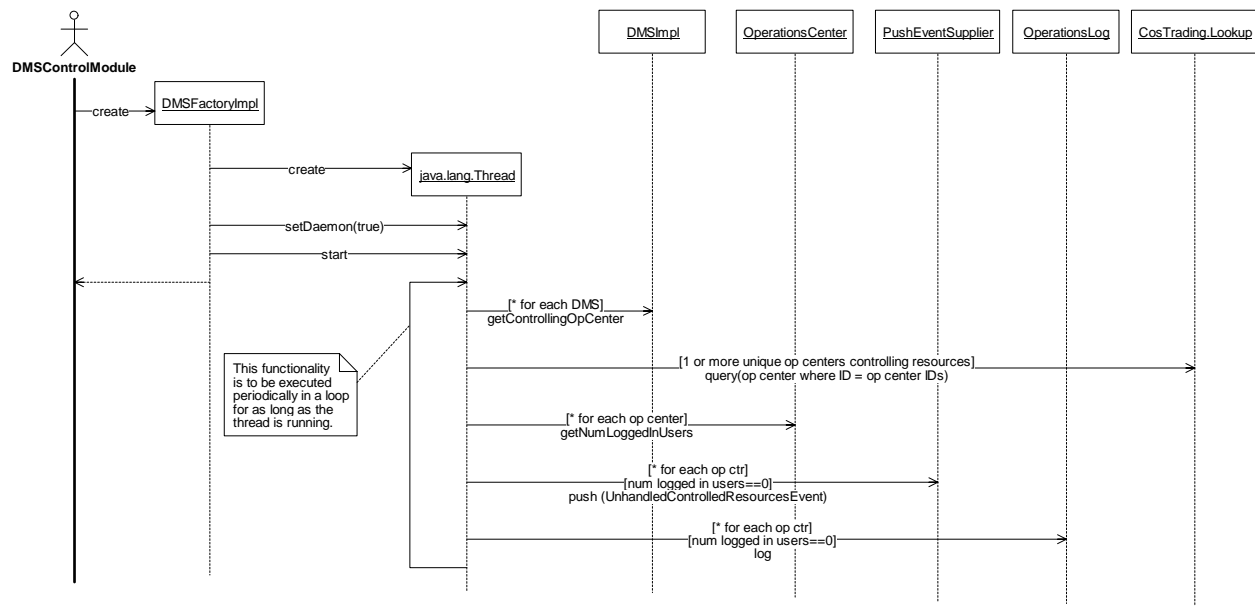 DMSImpl
OperationsCenter
PushEventSupplier
OperationsLog
CosTrading.Lookup
DMSControlModule
create
DMSFactoryImpl
create
java.lang.Thread
setDaemon(true)
start
[* for each DMS]
getControllingOpCenter
This functionality
is to be executed
periodically in a loop
for as long as the
thread is running.
[1 or more unique op centers controlling resources]
query(op center where ID = op center IDs)
[* for each op center]
getNumLoggedInUsers
[* for each op ctr]
[num logged in users==0]
push (UnhandledControlledResourcesEvent)
[* for each op ctr]
[num logged in users==0]
log